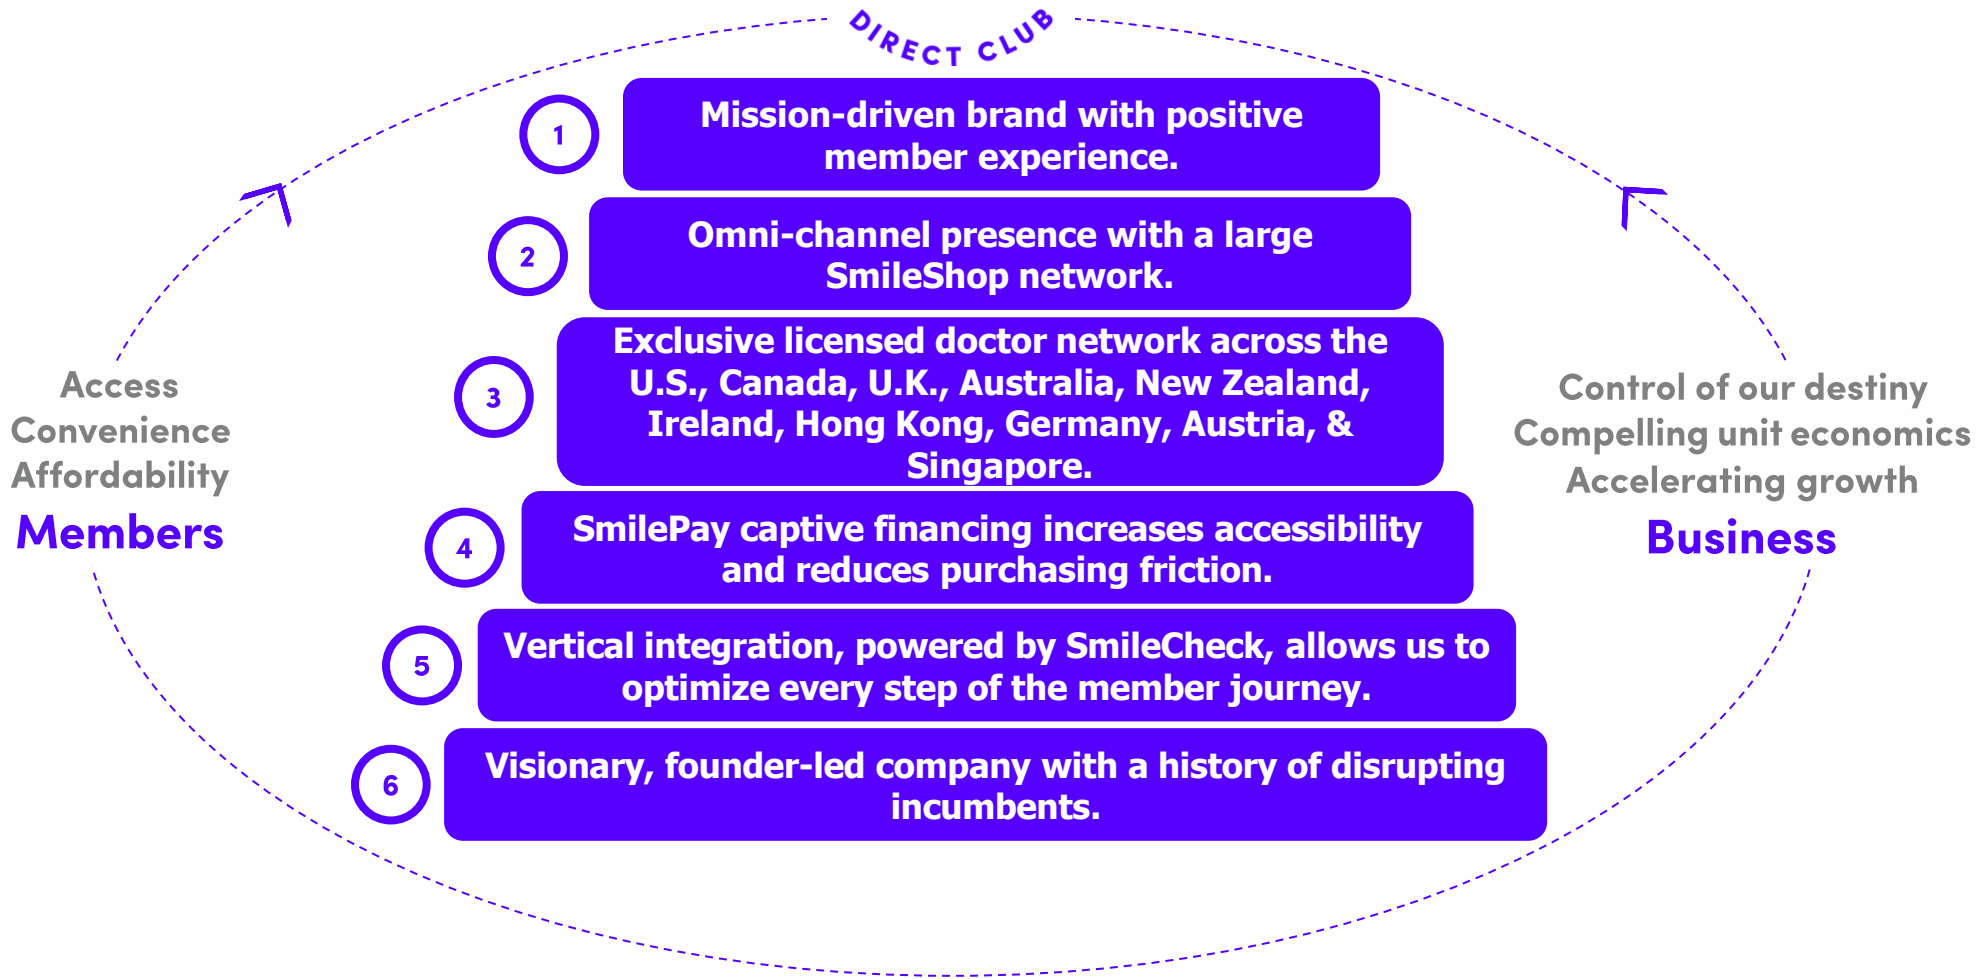 DIRECT CLUB
1
Mission-driven brand with positive
member experience.
2
Omni-channel presence with a large
SmileShop network.
3
Exclusive licensed doctor network across the
U.S., Canada, U.K., Australia, New Zealand,
Ireland, Hong Kong, Germany, Austria, &
Singapore.
4
SmilePay captive financing increases accessibility
and reduces purchasing friction.
5
Vertical integration, powered by SmileCheck, allows us to
optimize every step of the member journey.
6
Visionary, founder-led company with a history of disrupting
incumbents.
Access
Convenience
Affordability
Members
Control of our destiny
Compelling unit economics
Accelerating growth
Business